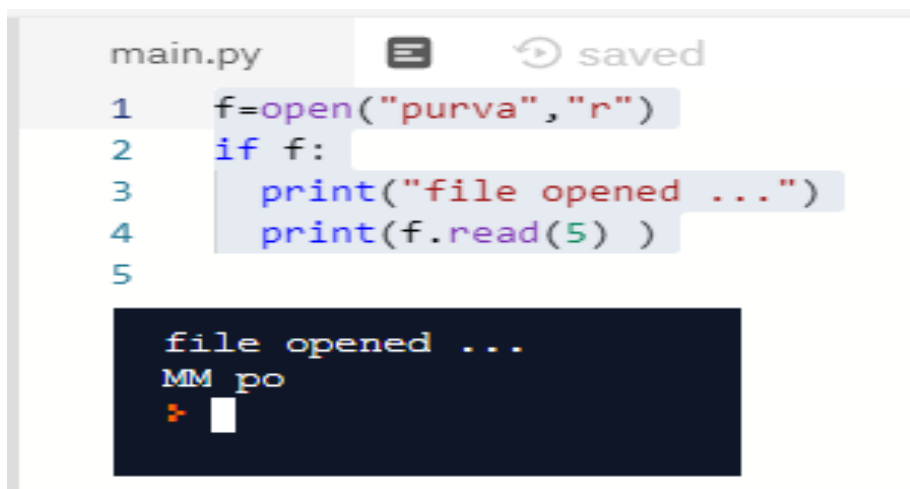 main.py saved
1 f=open("purva","r")
2 if f:
3 print("file opened ...")
4 print(f.read(5) )
5
file opened ...
MM po